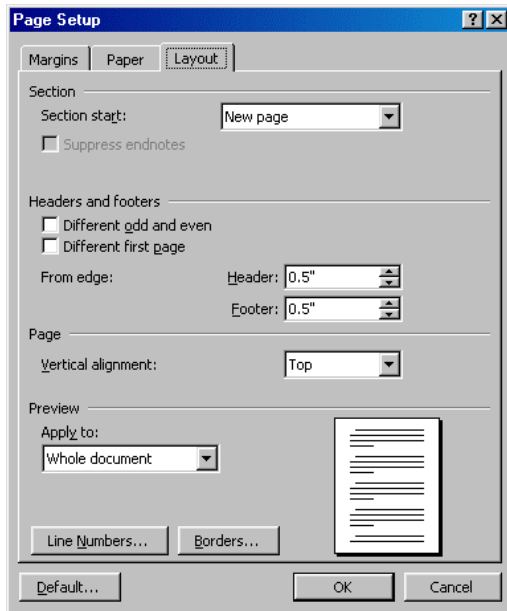 Page Setup
Margins Paper Layout
Section
Section start: New page
Suppress endnotes
Headers and footers
Different odd and even
Different first page
From edge: Header: 0.5"
Footer: 0.5"
Page
Vertical alignment: Top
Preview
Apply to:
Whole document
Line Numbers... Borders...
Default... OK Cancel